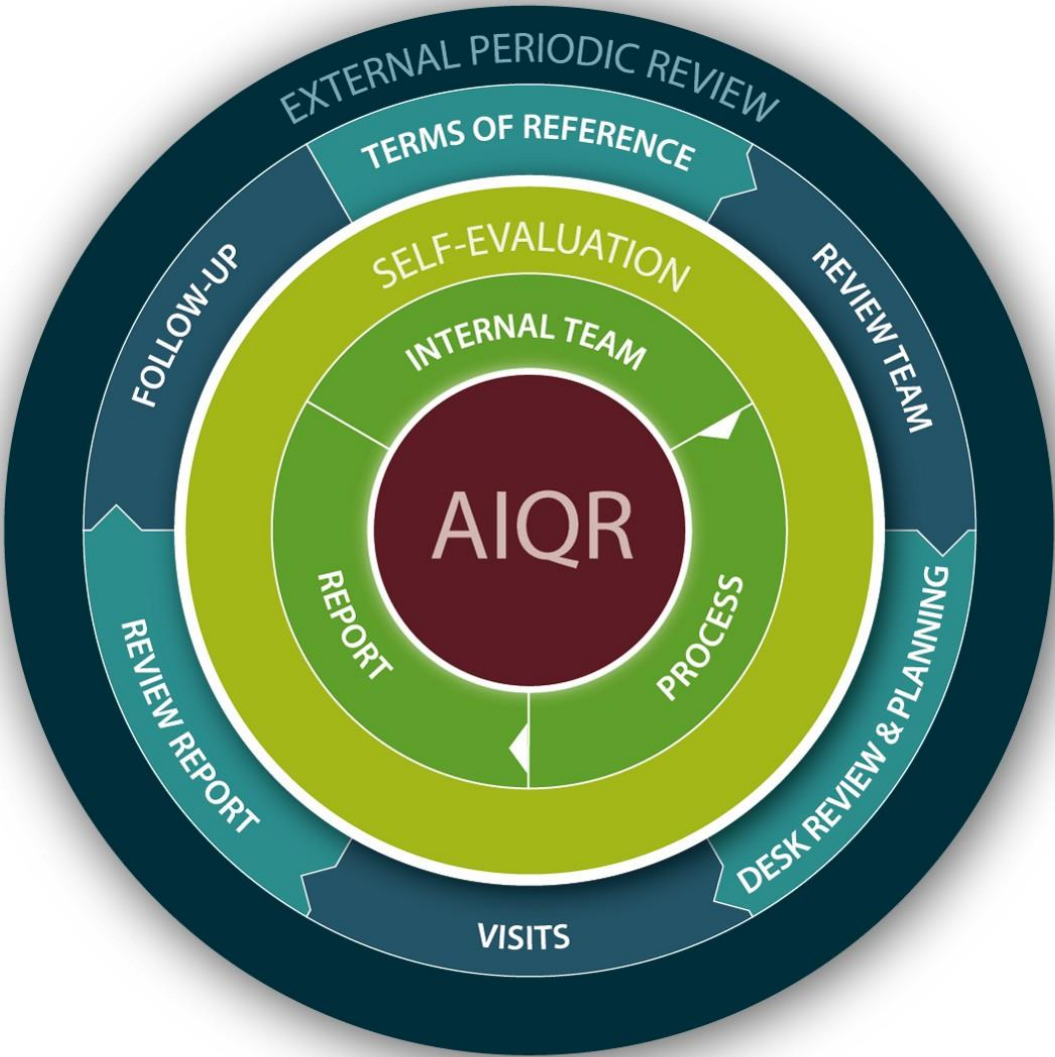 EXTERNAL PERIODIC REVIEW
TERMS OF REFERENCE
REVIEW TEAM
DESK REVIEW & PLANNING
VISITS
REVIEW REPORT
FOLLOW-UP
SELF-EVALUATION
INTERNAL TEAM
PROCESS
REPORT
AIQR